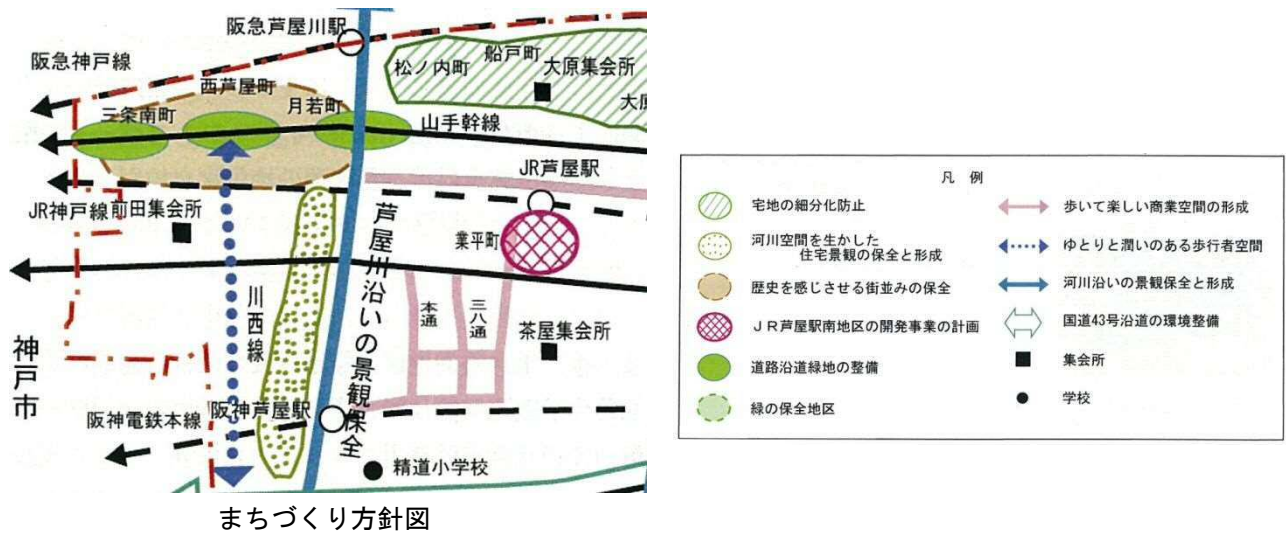 阪急芦屋川駅
阪急神戸線
船戸町
松ノ内町
大原集会所
西芦屋町
三条南町
月若町
山手幹線
JR芦屋駅
JR神戸線
前田集会所
業平町
芦屋川沿いの景観保全
川西線
本通
三八通
茶屋集会所
神戸市
阪神芦屋駅
阪神電鉄本線
精道小学校
まちづくり方針図
凡 例
宅地の細分化防止
河川空間を生かした
住宅景観の保全と形成
歴史を感じさせる街並みの保全
JR芦屋駅南地区の開発事業の計画
道路沿道緑地の整備
緑の保全地区
歩いて楽しい商業空間の形成
ゆとりと潤いのある歩行者空間
河川沿いの景観保全と形成
国道43号沿道の環境整備
集会所
学校